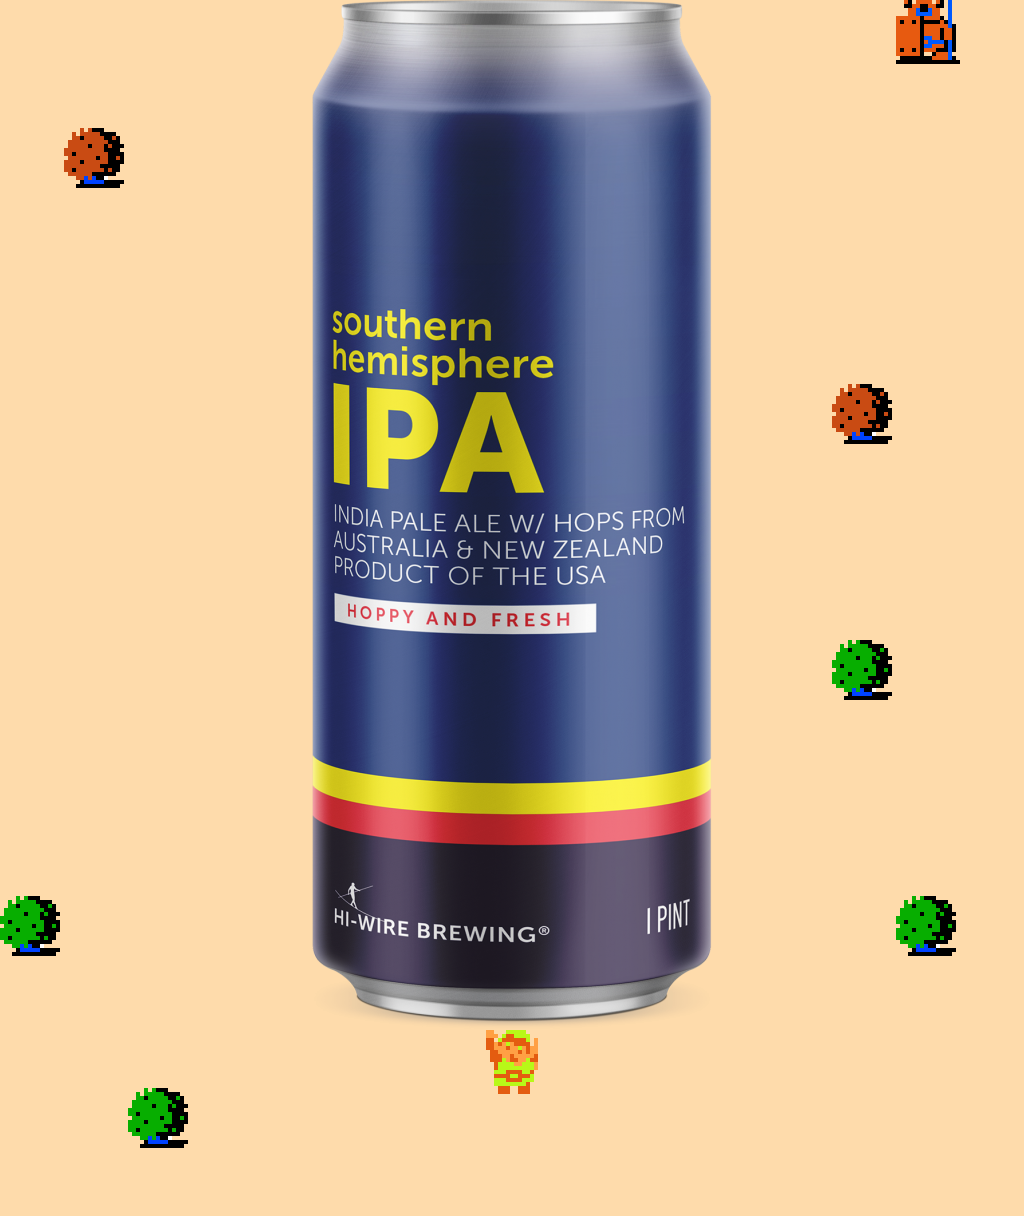 southern
hemisphere
IPA
INDIA PALE ALE W/ HOPS FROM
AUSTRALIA & NEW ZEALAND
PRODUCT OF THE USA
HOPPY AND FRESH
HI-WIRE BREWING®
1 PINT